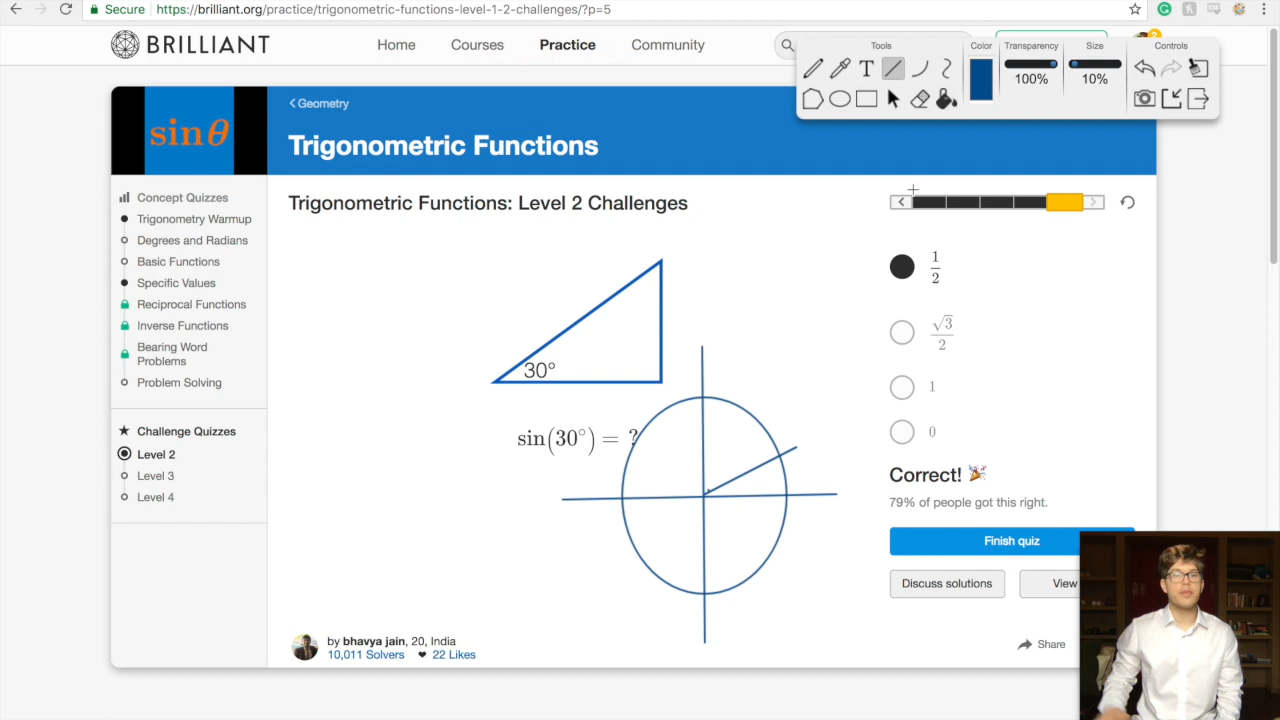 Secure
https://brilliant.org/practice/trigonometric-functions-level-1-2-challenges/?p=5
BRILLIANT
Home
Courses
Practice
Community
Tools
Color
Transparency
Size
Controls
T
100%
10%
2
sinθ
Geometry
Trigonometric Functions
Concept Quizzes
Trigonometry Warmup
Degrees and Radians
Basic Functions
Specific Values
Reciprocal Functions
Inverse Functions
Bearing Word
Problems
Problem Solving
Challenge Quizzes
Level 2
Level 3
Level 4
Trigonometric Functions: Level 2 Challenges
30°
sin(30°) = ?
1/2
√3/2
1
0
Correct! 🎉
79% of people got this right.
Finish quiz
Discuss solutions
View
by bhavya jain, 20, India
10,011 Solvers ♥ 22 Likes
Share